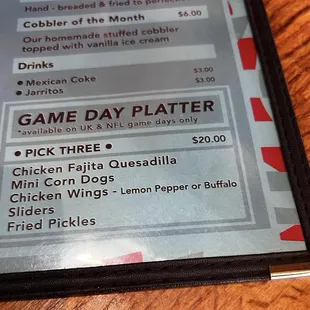 Hand - breaded & fried to perfection
Cobbler of the Month $6.00
Our homemade stuffed cobbler
topped with vanilla ice cream
Drinks
• Mexican Coke $3.00
• Jarritos $3.00
GAME DAY PLATTER
*available on UK & NFL game days only
• PICK THREE • $20.00
Chicken Fajita Quesadilla
Mini Corn Dogs
Chicken Wings - Lemon Pepper or Buffalo
Sliders
Fried Pickles